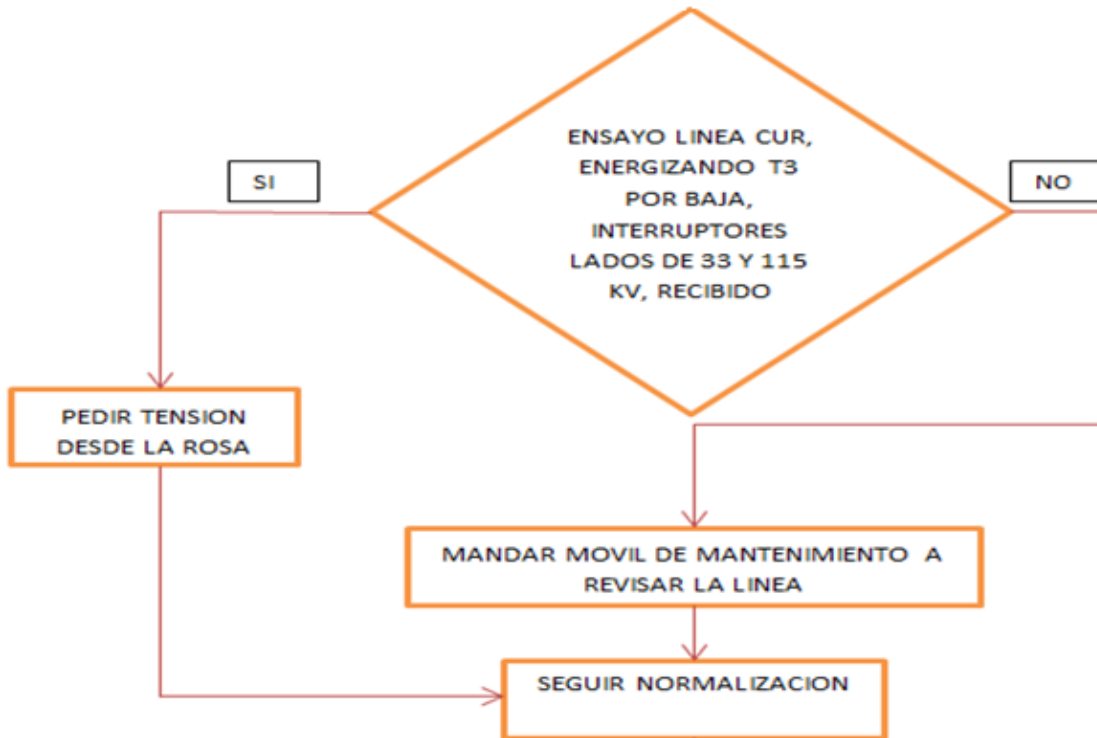 ENSAYO LINEA CUR,
ENERGIZANDO T3
POR BAJA,
INTERRUPTORES
LADOS DE 33 Y 115
KV, RECIBIDO
SI
NO
PEDIR TENSION
DESDE LA ROSA
MANDAR MOVIL DE MANTENIMIENTO A
REVISAR LA LINEA
SEGUIR NORMALIZACION